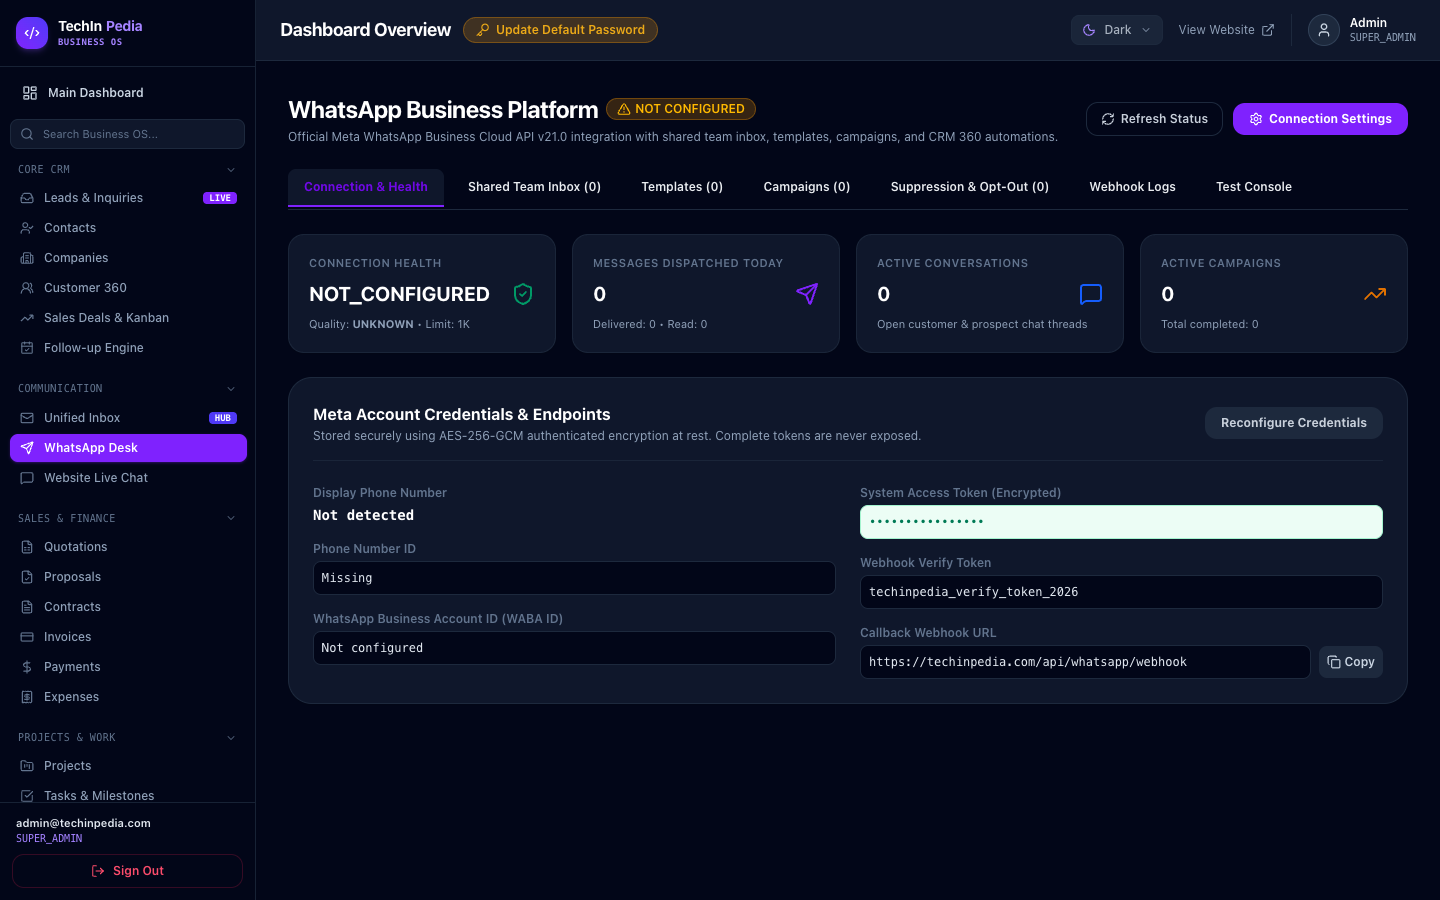 TechIn Pedia
BUSINESS OS
Main Dashboard
Search Business OS...
CORE CRM
Leads & Inquiries
LIVE
Contacts
Companies
Customer 360
Sales Deals & Kanban
Follow-up Engine
COMMUNICATION
Unified Inbox
HUB
WhatsApp Desk
Website Live Chat
SALES & FINANCE
Quotations
Proposals
Contracts
Invoices
Payments
Expenses
PROJECTS & WORK
Projects
Tasks & Milestones
admin@techinpedia.com
SUPER_ADMIN
Sign Out
Dashboard Overview
Update Default Password
Dark
View Website
Admin
SUPER_ADMIN
WhatsApp Business Platform
NOT CONFIGURED
Official Meta WhatsApp Business Cloud API v21.0 integration with shared team inbox, templates, campaigns, and CRM 360 automations.
Refresh Status
Connection Settings
Connection & Health
Shared Team Inbox (0)
Templates (0)
Campaigns (0)
Suppression & Opt-Out (0)
Webhook Logs
Test Console
CONNECTION HEALTH
NOT_CONFIGURED
Quality: UNKNOWN • Limit: 1K
MESSAGES DISPATCHED TODAY
0
Delivered: 0 • Read: 0
ACTIVE CONVERSATIONS
0
Open customer & prospect chat threads
ACTIVE CAMPAIGNS
0
Total completed: 0
Meta Account Credentials & Endpoints
Stored securely using AES-256-GCM authenticated encryption at rest. Complete tokens are never exposed.
Reconfigure Credentials
Display Phone Number
Not detected
Phone Number ID
Missing
WhatsApp Business Account ID (WABA ID)
Not configured
System Access Token (Encrypted)
••••••••••••••••
Webhook Verify Token
techinpedia_verify_token_2026
Callback Webhook URL
https://techinpedia.com/api/whatsapp/webhook
Copy